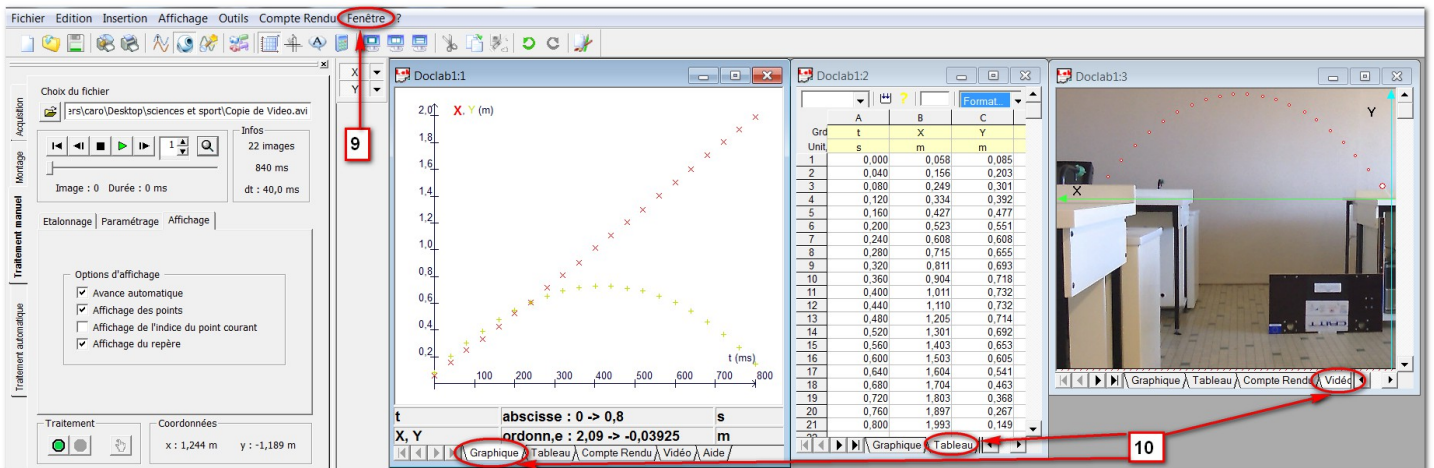 Fichier Edition Insertion Affichage Outils Compte Rendu Fenêtre ?
Choix du fichier
ers\caro\Desktop\sciences et sport\Copie de Video.avi
1
Infos
22 images
840 ms
dt : 40,0 ms
Image : 0 Durée : 0 ms
Acquisition
Montage
Traitement manuel
Traitement automatique
Etalonnage Paramétrage Affichage
Options d'affichage
Avance automatique
Affichage des points
Affichage de l'indice du point courant
Affichage du repère
Traitement
Coordonnées
x : 1,244 m y : -1,189 m
X
Y
9
Doclab1:1
X, Y (m)
2,0
1,8
1,6
1,4
1,2
1,0
0,8
0,6
0,4
0,2
t (ms)
100 200 300 400 500 600 700 800
t abscisse : 0 -> 0,8 s
X, Y ordonn,e : 2,09 -> -0,03925 m
Graphique Tableau Compte Rendu Vidéo Aide
Doclab1:2
Format...
A B C
Grd t X Y
Unit. s m m
1 0,000 0,058 0,085
2 0,040 0,156 0,203
3 0,080 0,249 0,301
4 0,120 0,334 0,392
5 0,160 0,427 0,477
6 0,200 0,523 0,551
7 0,240 0,608 0,608
8 0,280 0,715 0,655
9 0,320 0,811 0,693
10 0,360 0,904 0,718
11 0,400 1,011 0,732
12 0,440 1,110 0,732
13 0,480 1,205 0,714
14 0,520 1,301 0,692
15 0,560 1,403 0,653
16 0,600 1,503 0,605
17 0,640 1,604 0,541
18 0,680 1,704 0,463
19 0,720 1,803 0,368
20 0,760 1,897 0,267
21 0,800 1,993 0,149
Graphique Tableau
Doclab1:3
Y
X
Graphique Tableau Compte Rendu Vidéo
10